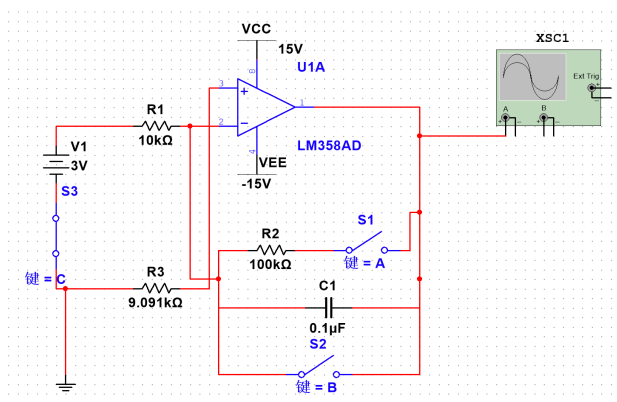 XSC1
VCC
15V
U1A
Ext Trig
8
3
1
2
4
A
B
LM358AD
VEE
-15V
R1
10kΩ
V1
3V
S3
键 = C
R3
9.091kΩ
S1
R2
100kΩ
键 = A
C1
0.1µF
S2
键 = B